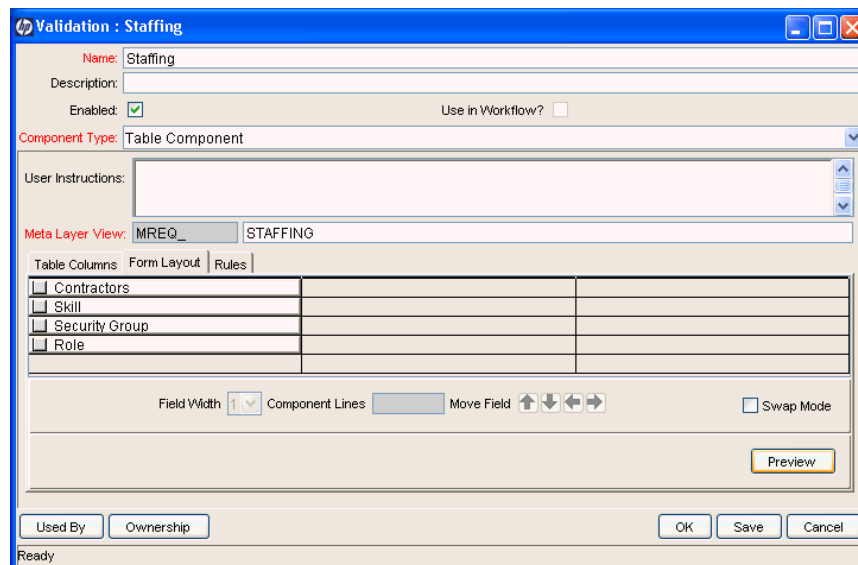 hp Validation : Staffing
Name: Staffing
Description:
Enabled: Use in Workflow?
Component Type: Table Component
User Instructions:
Meta Layer View: MREQ_ STAFFING
Table Columns Form Layout Rules
Contractors
Skill
Security Group
Role
Field Width 1 Component Lines Move Field Swap Mode
Preview
Used By Ownership OK Save Cancel
Ready